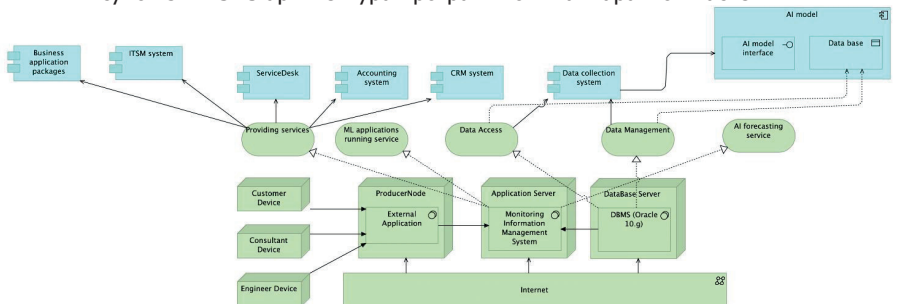 AI model
Business
application
packages
ITSM system
ServiceDesk
Accounting
system
CRM system
Data collection
system
AI model
interface
Data base
Providing services
ML applications
running service
Data Access
Data Management
AI forecasting
service
Customer
Device
Consultant
Device
Engineer Device
ProducerNode
External
Application
Application Server
Monitoring
Information
Management
System
DataBase Server
DBMS (Oracle
10.g)
Internet